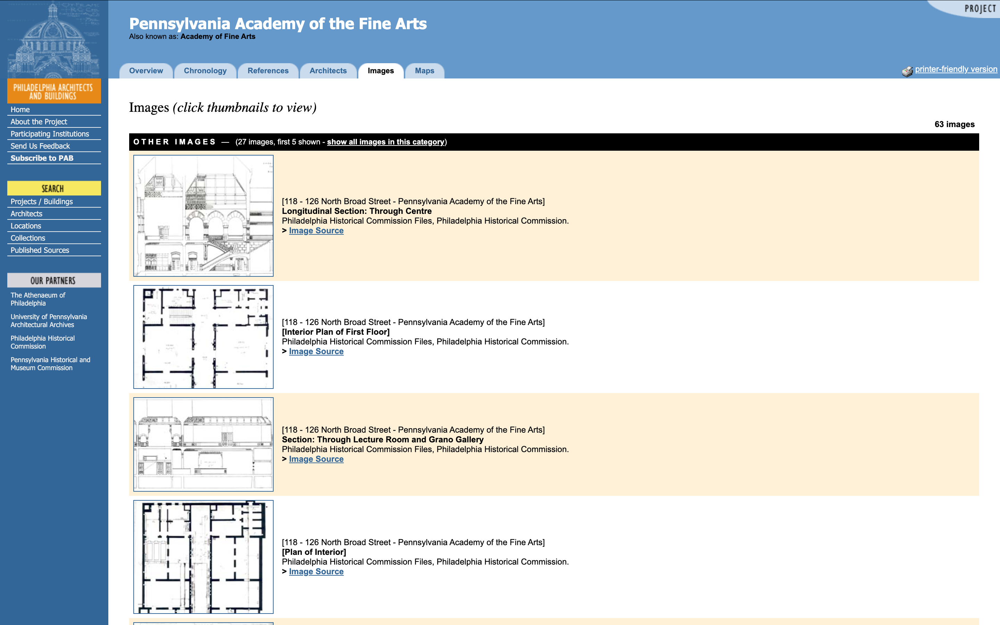 PROJECT
Pennsylvania Academy of the Fine Arts
Also known as: Academy of Fine Arts
Overview
Chronology
References
Architects
Images
Maps
printer-friendly version
PHILADELPHIA ARCHITECTS
AND BUILDINGS
Home
About the Project
Participating Institutions
Send Us Feedback
Subscribe to PAB
SEARCH
Projects / Buildings
Architects
Locations
Collections
Published Sources
OUR PARTNERS
The Athenaeum of
Philadelphia
University of Pennsylvania
Architectural Archives
Philadelphia Historical
Commission
Pennsylvania Historical and
Museum Commission
Images (click thumbnails to view)
63 images
OTHER IMAGES — (27 images, first 5 shown - show all images in this category)
[118 - 126 North Broad Street - Pennsylvania Academy of the Fine Arts]
Longitudinal Section: Through Centre
Philadelphia Historical Commission Files, Philadelphia Historical Commission.
> Image Source
[118 - 126 North Broad Street - Pennsylvania Academy of the Fine Arts]
[Interior Plan of First Floor]
Philadelphia Historical Commission Files, Philadelphia Historical Commission.
> Image Source
[118 - 126 North Broad Street - Pennsylvania Academy of the Fine Arts]
Section: Through Lecture Room and Grano Gallery
Philadelphia Historical Commission Files, Philadelphia Historical Commission.
> Image Source
[118 - 126 North Broad Street - Pennsylvania Academy of the Fine Arts]
[Plan of Interior]
Philadelphia Historical Commission Files, Philadelphia Historical Commission.
> Image Source